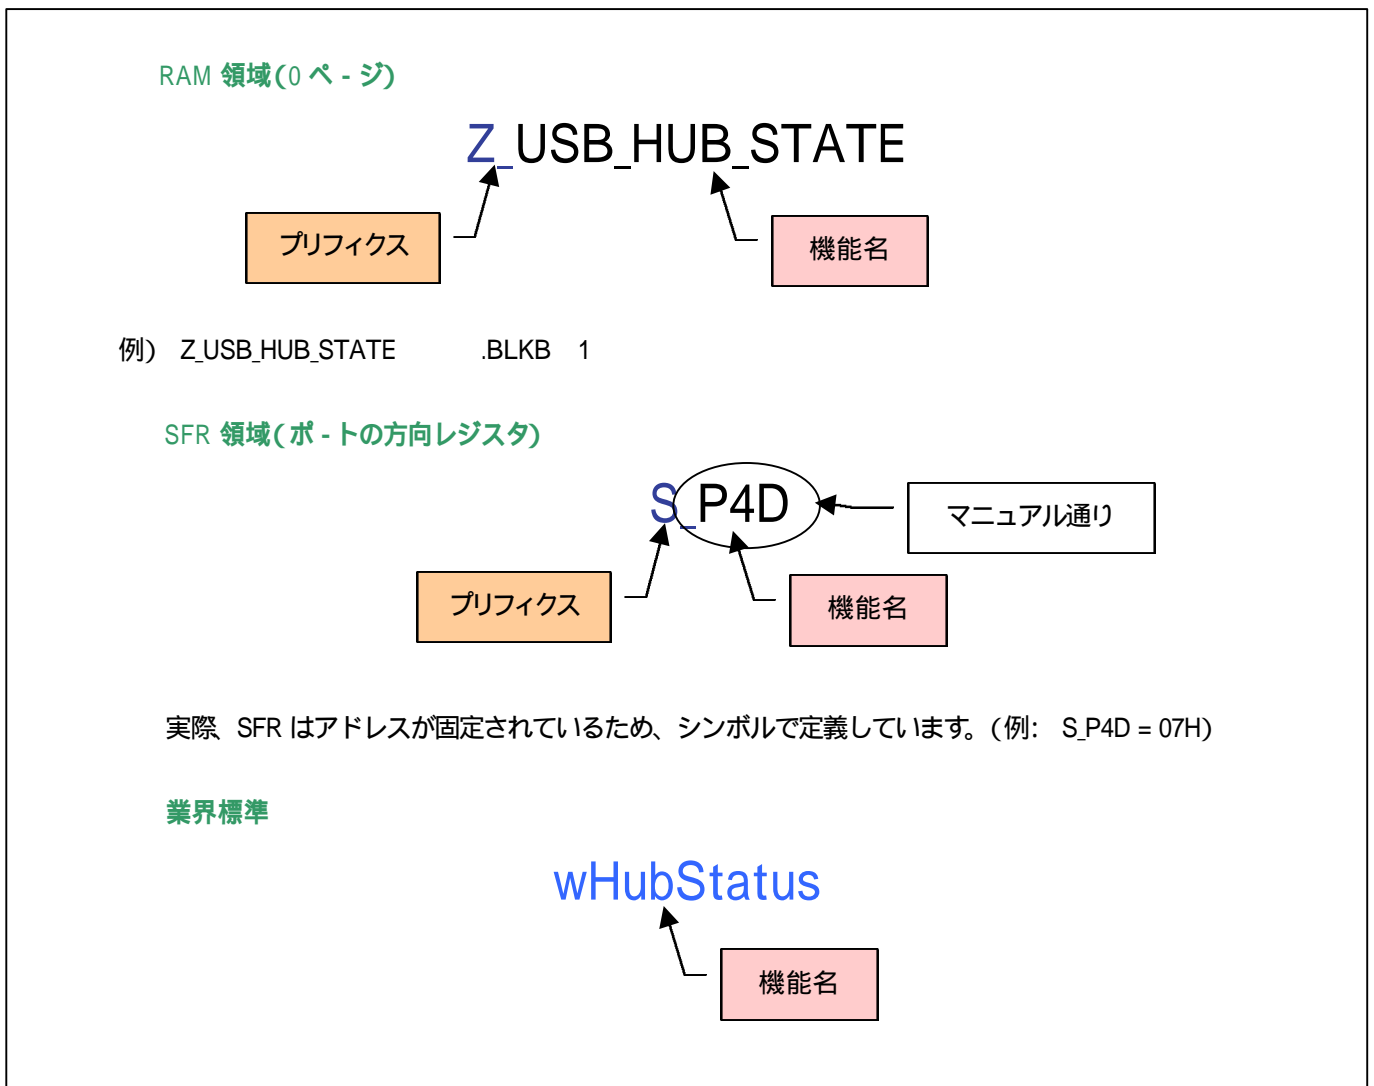 RAM 領域(0 ペ - ジ)
Z_USB_HUB_STATE
プリフィクス
機能名
例) Z_USB_HUB_STATE .BLKB 1
SFR 領域(ポ - トの方向レジスタ)
S_P4D
マニュアル通り
プリフィクス
機能名
実際、SFR はアドレスが固定されているため、シンボルで定義しています。(例: S_P4D = 07H)
業界標準
wHubStatus
機能名